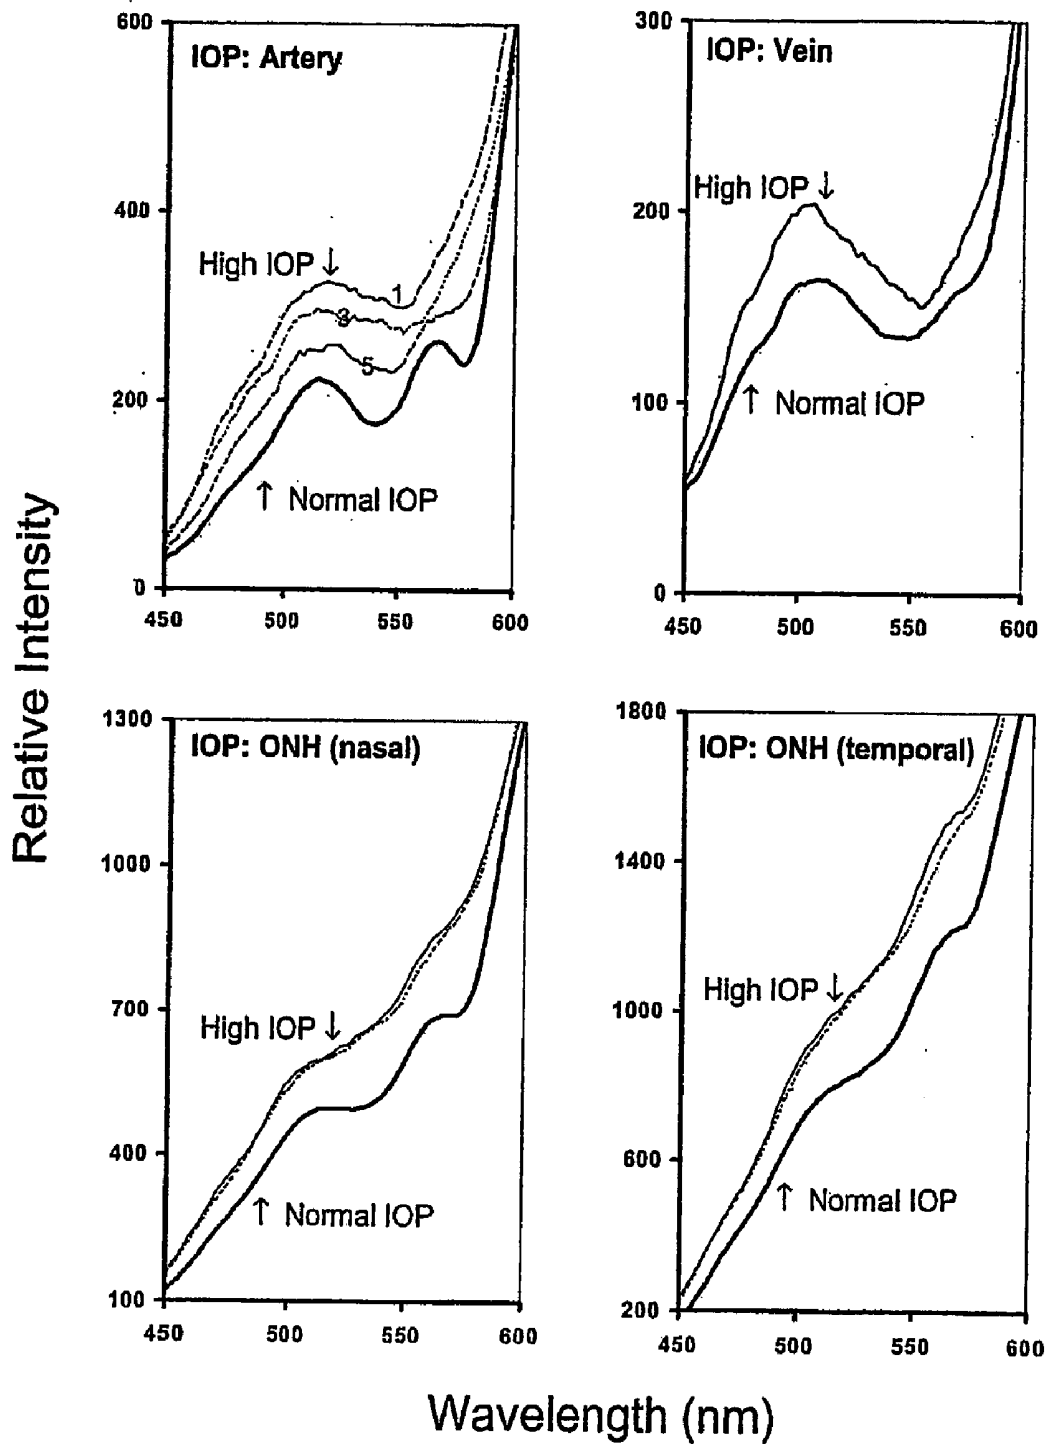 600
IOP: Artery
400
High IOP ↓
1
3
5
200
↑ Normal IOP
0
450 500 550 600
300
IOP: Vein
200
High IOP ↓
100
↑ Normal IOP
0
450 500 550 600
Relative Intensity
1300
IOP: ONH (nasal)
1000
700
High IOP ↓
400
↑ Normal IOP
100
450 500 550 600
1800
IOP: ONH (temporal)
1400
High IOP ↓
1000
600
↑ Normal IOP
200
450 500 550 600
Wavelength (nm)